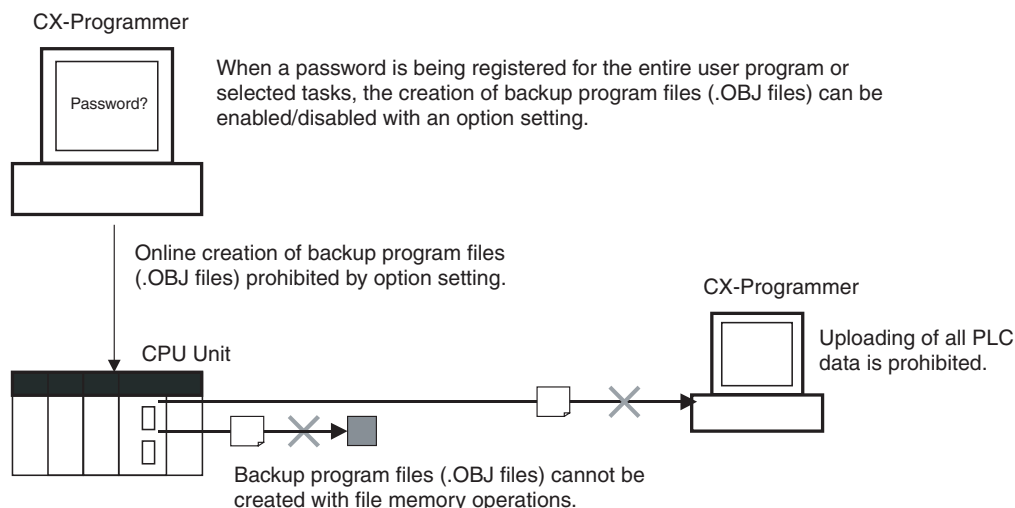 CX-Programmer
Password?
When a password is being registered for the entire user program or
selected tasks, the creation of backup program files (.OBJ files) can be
enabled/disabled with an option setting.
Online creation of backup program files
(.OBJ files) prohibited by option setting.
CX-Programmer
Uploading of all PLC
data is prohibited.
CPU Unit
Backup program files (.OBJ files) cannot be
created with file memory operations.